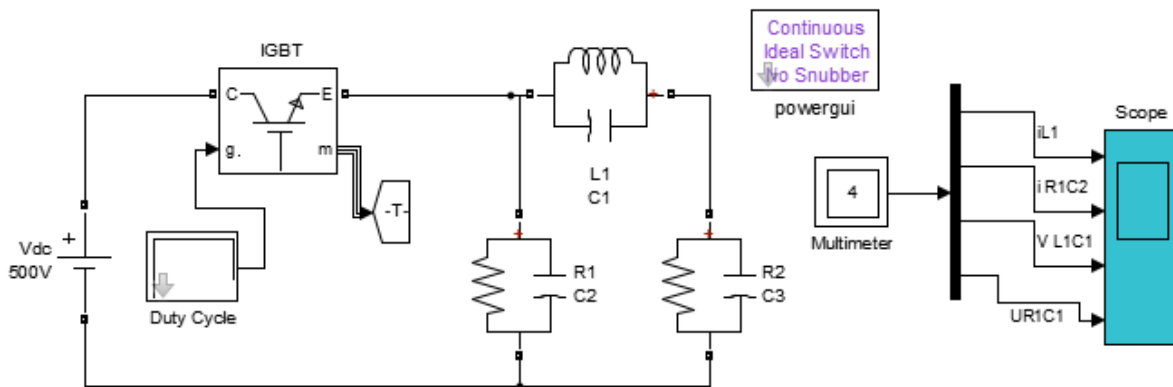 IGBT
C
E
g.
m
-T-
Vdc
500V
+
Duty Cycle
L1
C1
R1
C2
R2
C3
Continuous
Ideal Switch
No Snubber
powergui
4
Multimeter
iL1
i R1C2
V L1C1
UR1C1
Scope